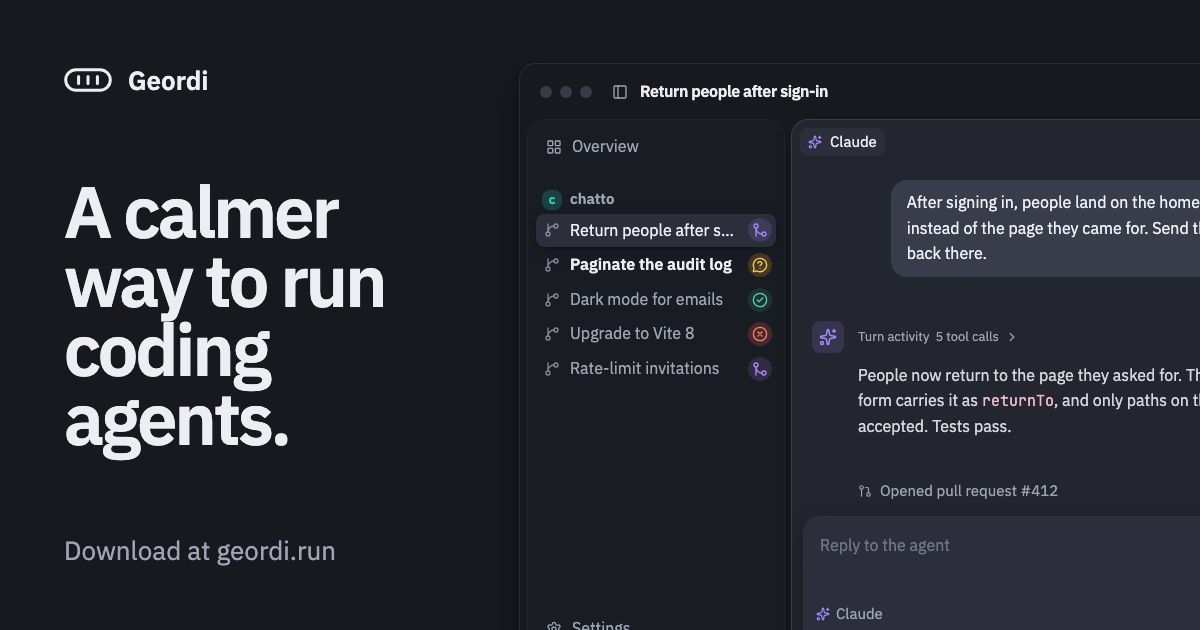 Geordi
A calmer
way to run
coding
agents.
Download at geordi.run
Return people after sign-in
Overview
c chatto
Return people after s...
Paginate the audit log
Dark mode for emails
Upgrade to Vite 8
Rate-limit invitations
Settings
Claude
After signing in, people land on the home
instead of the page they came for. Send
back there.
Turn activity 5 tool calls
People now return to the page they asked for.
form carries it as returnTo, and only paths on
accepted. Tests pass.
Opened pull request #412
Reply to the agent
Claude